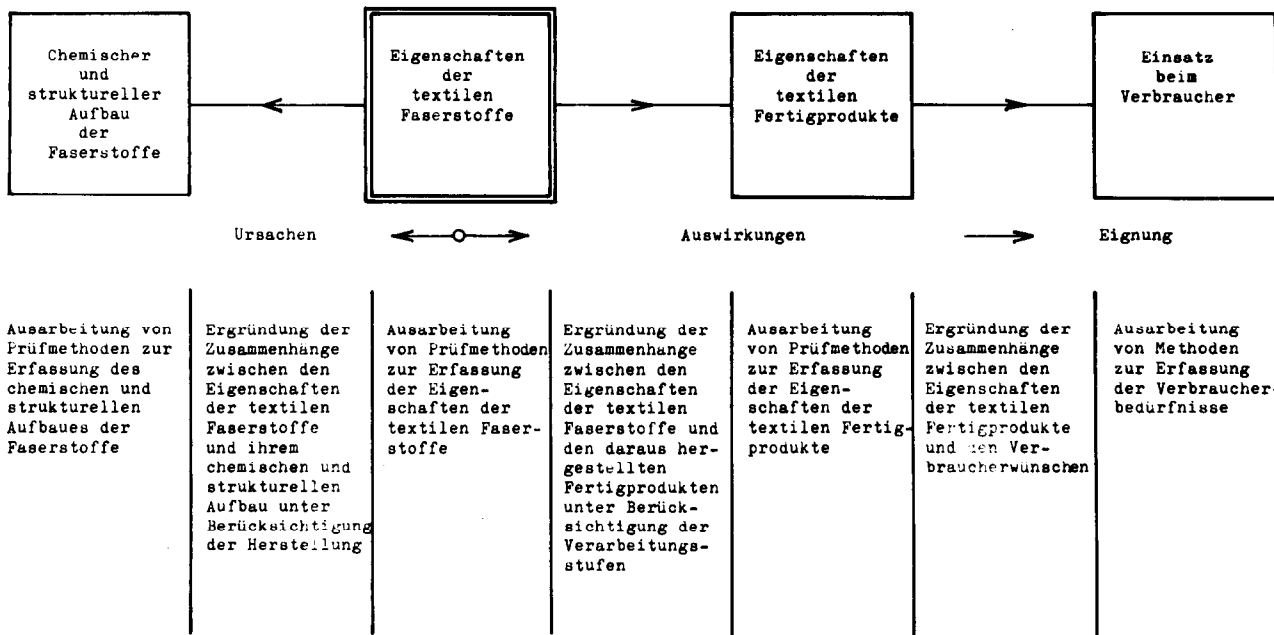 Chemischer
und
struktureller
Aufbau
der
Faserstoffe
Eigenschaften
der
textilen
Faserstoffe
Eigenschaften
der
textilen
Fertigprodukte
Einsatz
beim
Verbraucher
Ursachen
Auswirkungen
Eignung
Ausarbeitung von
Prüfmethoden zur
Erfassung des
chemischen und
strukturellen
Aufbaues der
Faserstoffe
Ergründung der
Zusammenhänge
zwischen den
Eigenschaften
der textilen
Faserstoffe
und ihrem
chemischen und
strukturellen
Aufbau unter
Berücksichtigung
der Herstellung
Ausarbeitung
von Prüfmethoden
zur Erfassung
der Eigen-
schaften der
textilen Faser-
stoffe
Ergründung der
Zusammenhange
zwischen den
Eigenschaften
der textilen
Faserstoffe und
den daraus her-
gestellten
Fertigprodukten
unter Berück-
sichtigung der
Verarbeitungs-
stufen
Ausarbeitung
von Prüfmethoden
zur Erfassung
der Eigen-
schaften der
textilen Fertig-
produkte
Ergründung der
Zusammenhänge
zwischen den
Eigenschaften
der textilen
Fertigprodukte
und den Ver-
braucherwünschen
Ausarbeitung
von Methoden
zur Erfassung
der Verbraucher-
bedürfnisse